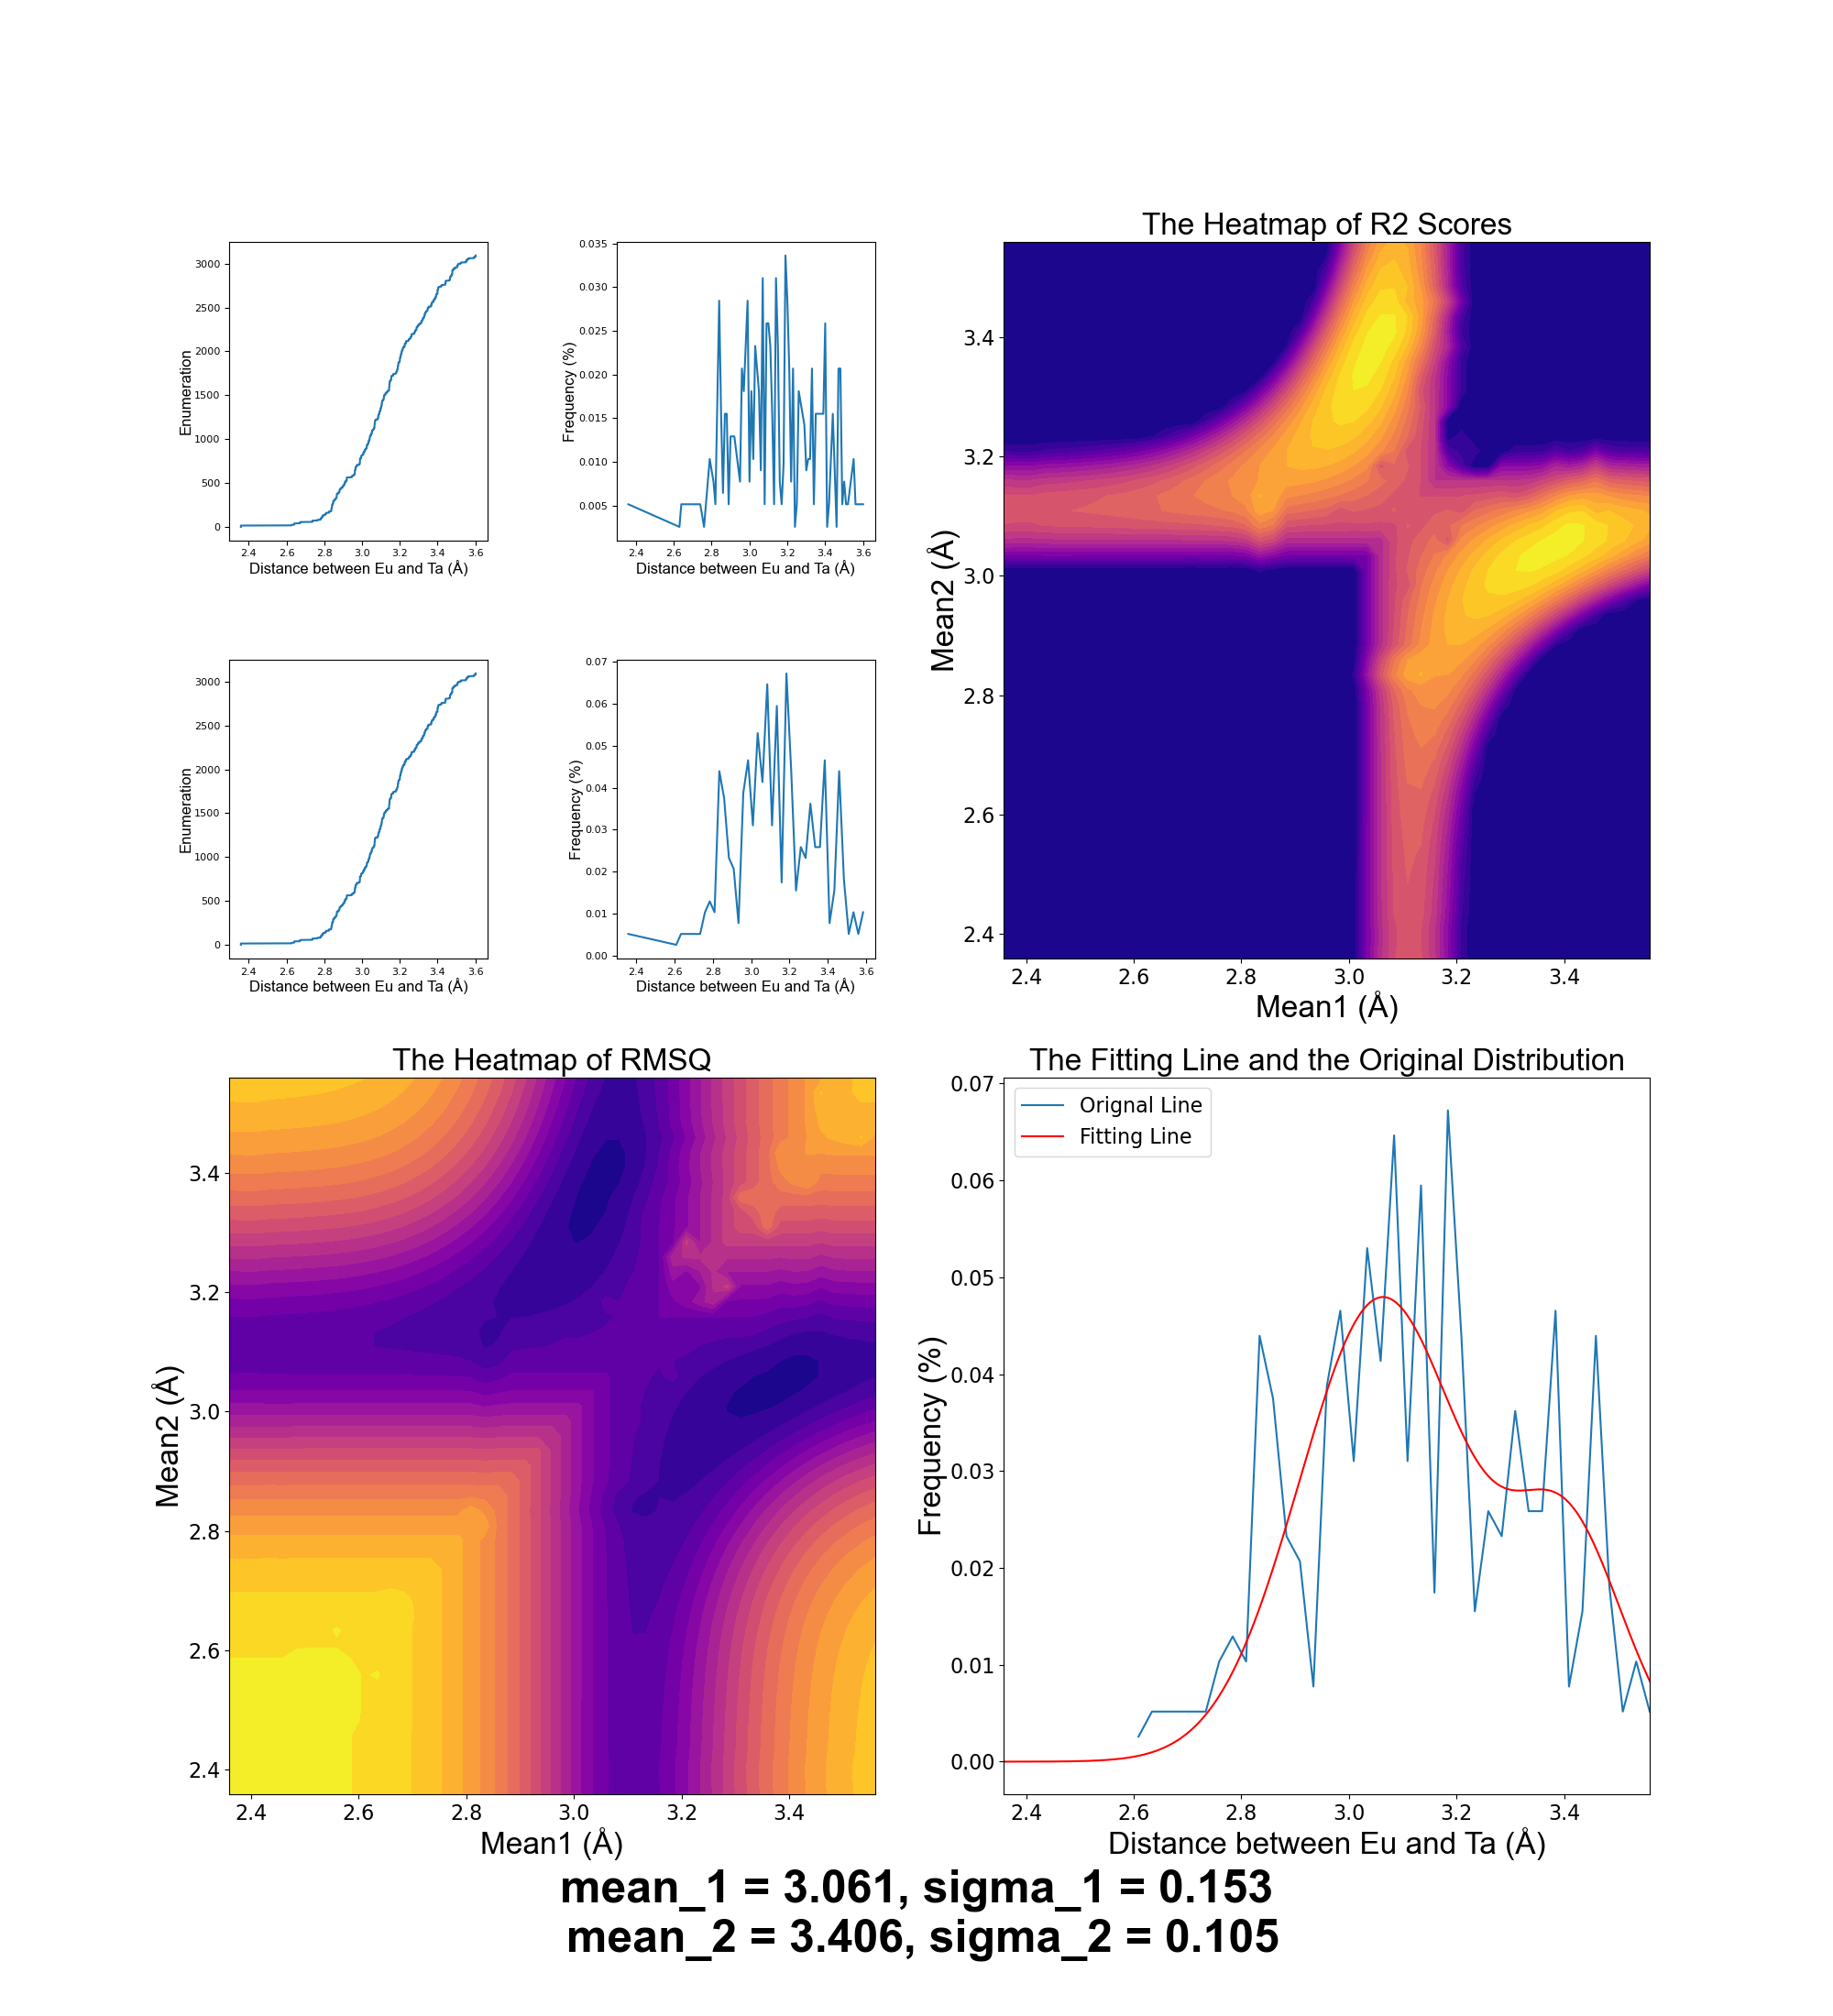 The Heatmap of R2 Scores
3000
2500
2000
1500
1000
500
0
Enumeration
2.4 2.6 2.8 3.0 3.2 3.4 3.6
Distance between Eu and Ta (Å)
0.035
0.030
0.025
0.020
0.015
0.010
0.005
Frequency (%)
2.4 2.6 2.8 3.0 3.2 3.4 3.6
Distance between Eu and Ta (Å)
3000
2500
2000
1500
1000
500
0
Enumeration
2.4 2.6 2.8 3.0 3.2 3.4 3.6
Distance between Eu and Ta (Å)
0.07
0.06
0.05
0.04
0.03
0.02
0.01
0.00
Frequency (%)
2.4 2.6 2.8 3.0 3.2 3.4 3.6
Distance between Eu and Ta (Å)
3.4
3.2
3.0
2.8
2.6
2.4
Mean2 (Å)
2.4 2.6 2.8 3.0 3.2 3.4
Mean1 (Å)
The Heatmap of RMSQ
3.4
3.2
3.0
2.8
2.6
2.4
Mean2 (Å)
2.4 2.6 2.8 3.0 3.2 3.4
Mean1 (Å)
The Fitting Line and the Original Distribution
Orignal Line
Fitting Line
0.07
0.06
0.05
0.04
0.03
0.02
0.01
0.00
Frequency (%)
2.4 2.6 2.8 3.0 3.2 3.4
Distance between Eu and Ta (Å)
mean_1 = 3.061, sigma_1 = 0.153
mean_2 = 3.406, sigma_2 = 0.105